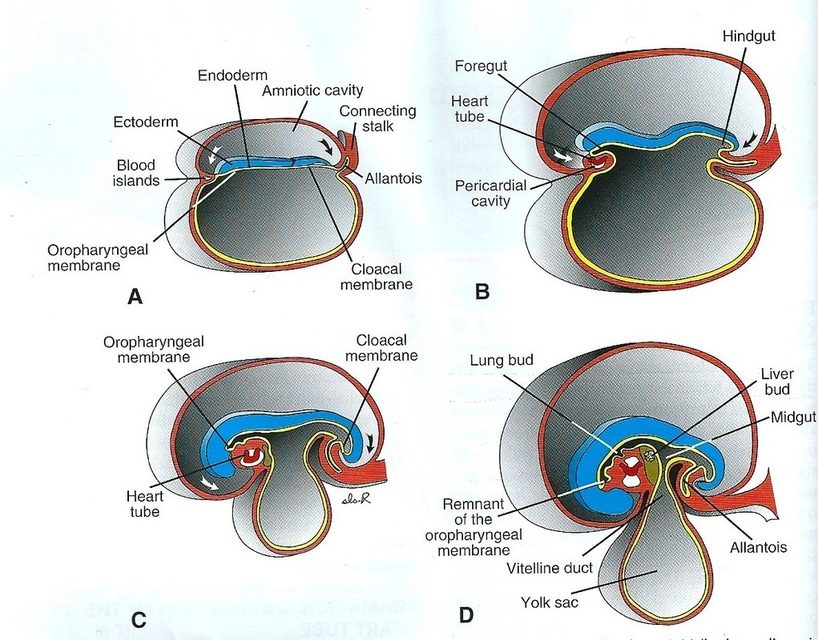 Endoderm
Amniotic cavity
Connecting
stalk
Ectoderm
Blood
islands
Allantois
Oropharyngeal
membrane
Cloacal
membrane
A
Hindgut
Foregut
Heart
tube
Pericardial
cavity
B
Oropharyngeal
membrane
Cloacal
membrane
Heart
tube
sls-R
C
Lung bud
Liver
bud
Midgut
Remnant
of the
oropharyngeal
membrane
Allantois
Vitelline duct
Yolk sac
D